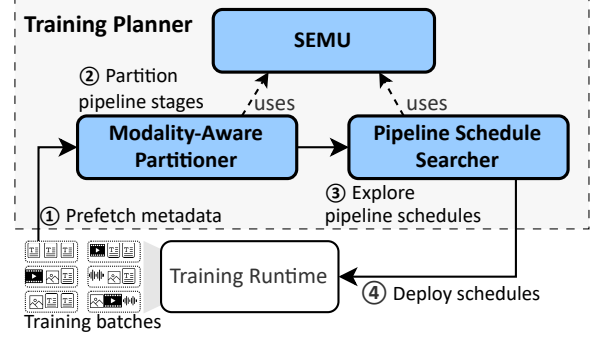 Training Planner
SEMU
② Partition
pipeline stages
uses
uses
Modality-Aware
Partitioner
Pipeline Schedule
Searcher
① Prefetch metadata
③ Explore
pipeline schedules
Training Runtime
④ Deploy schedules
Training batches